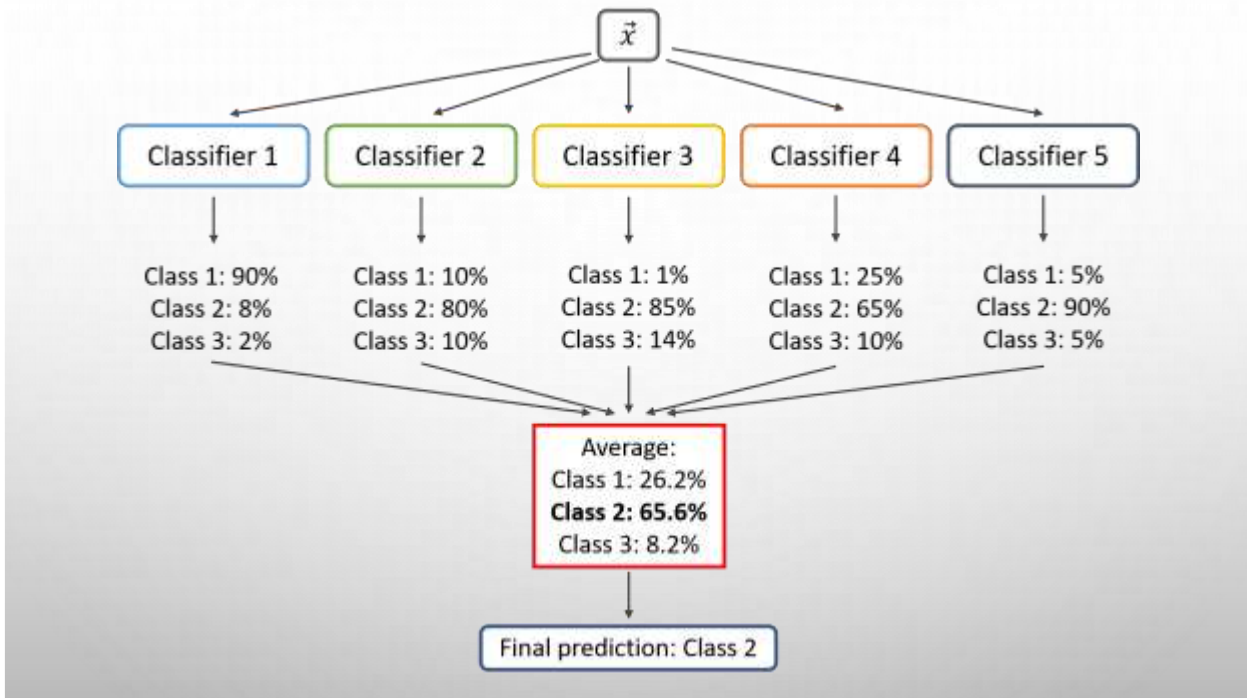 x⃗
Classifier 1
Classifier 2
Classifier 3
Classifier 4
Classifier 5
Class 1: 90%
Class 2: 8%
Class 3: 2%
Class 1: 10%
Class 2: 80%
Class 3: 10%
Class 1: 1%
Class 2: 85%
Class 3: 14%
Class 1: 25%
Class 2: 65%
Class 3: 10%
Class 1: 5%
Class 2: 90%
Class 3: 5%
Average:
Class 1: 26.2%
Class 2: 65.6%
Class 3: 8.2%
Final prediction: Class 2